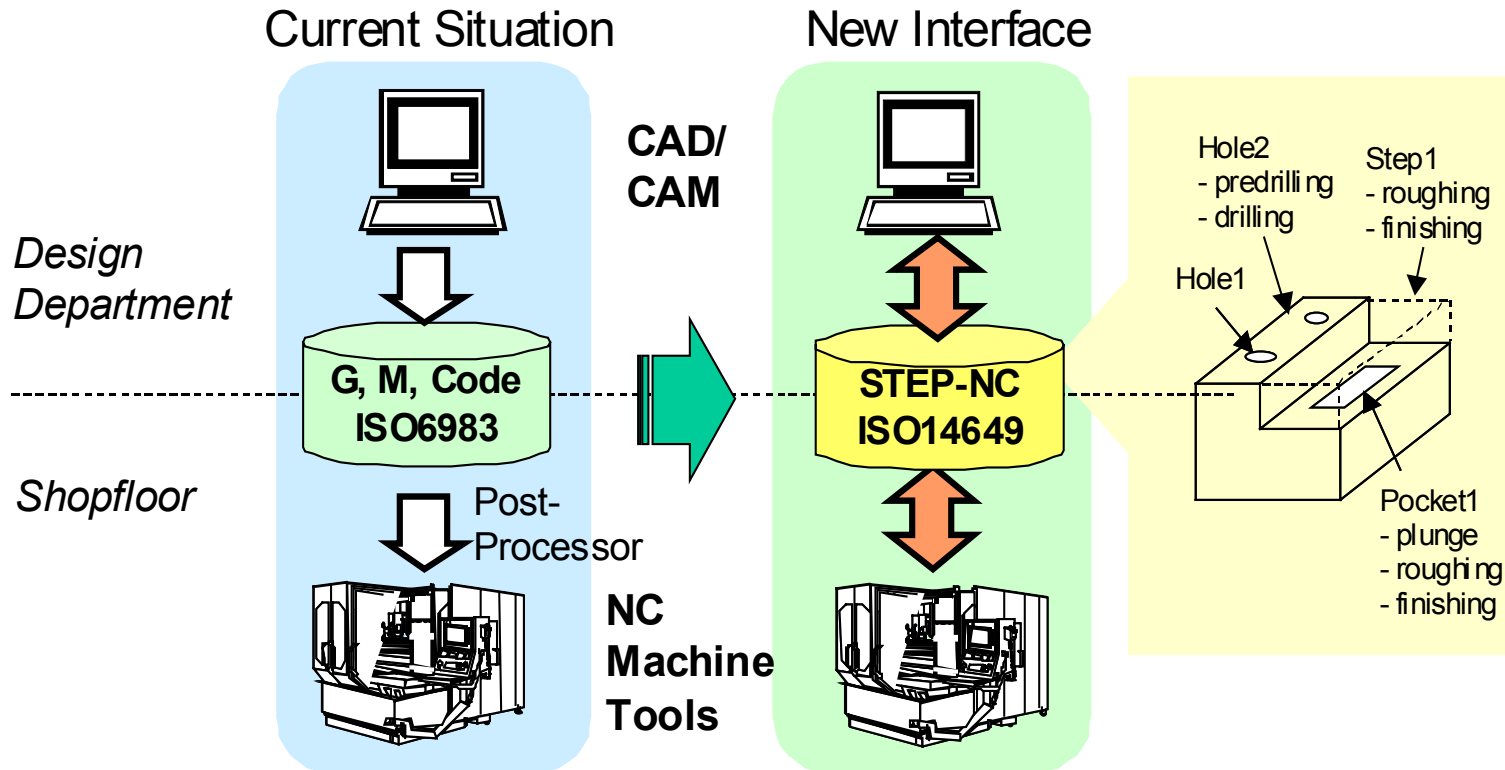 Current Situation
New Interface
CAD/
CAM
Design
Department
G, M, Code
ISO6983
STEP-NC
ISO14649
Shopfloor
Post-
Processor
NC
Machine
Tools
Hole2
- predrilling
- drilling
Step1
- roughing
- finishing
Hole1
Pocket1
- plunge
- roughing
- finishing